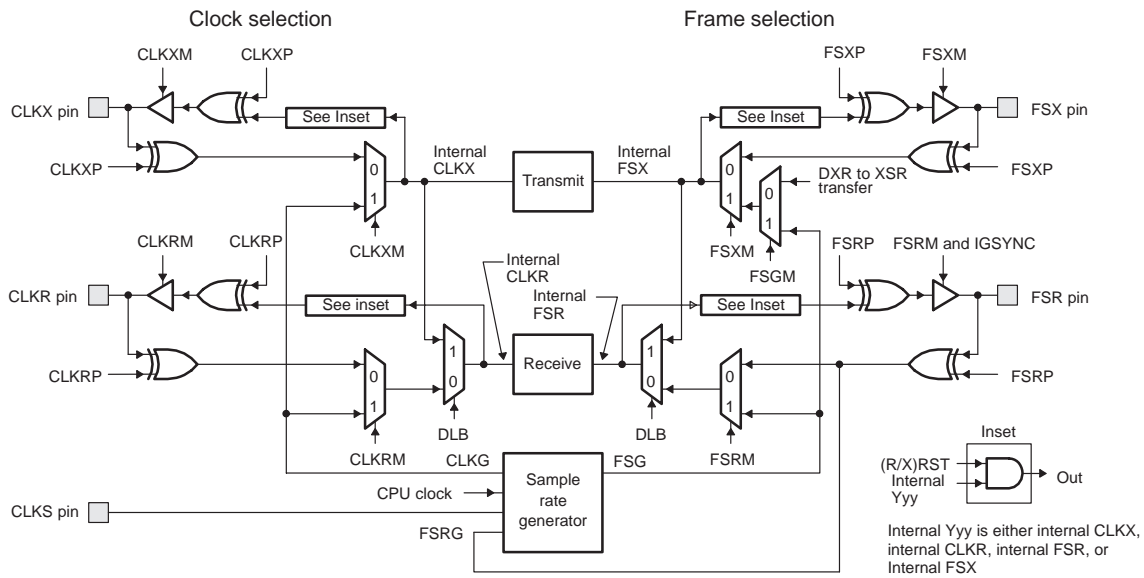 Clock selection
Frame selection
CLKXM
CLKXP
FSXP
FSXM
CLKX pin
See Inset
See Inset
FSX pin
CLKXP
0
1
CLKXM
Internal
CLKX
Transmit
Internal
FSX
0
1
FSXM
0
1
FSGM
DXR to XSR
transfer
FSXP
CLKRM
CLKRP
Internal
CLKR
Internal
FSR
FSRP
FSRM and IGSYNC
CLKR pin
See inset
See Inset
FSR pin
CLKRP
0
1
CLKRM
1
0
DLB
Receive
1
0
DLB
0
1
FSRM
FSRP
CLKG
FSG
CPU clock
Sample
rate
generator
CLKS pin
FSRG
Inset
(R/X)RST
Internal
Yyy
Out
Internal Yyy is either internal CLKX,
internal CLKR, internal FSR, or
Internal FSX